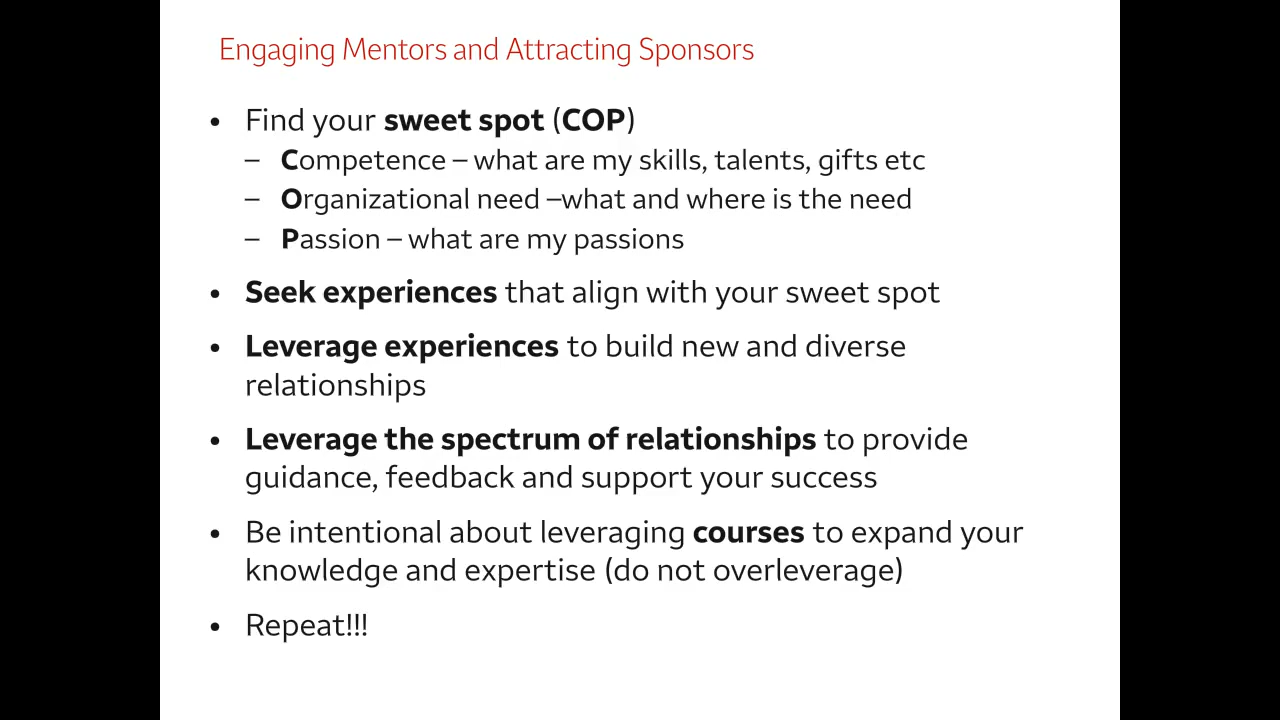 Engaging Mentors and Attracting Sponsors
• Find your sweet spot (COP)
– Competence – what are my skills, talents, gifts etc
– Organizational need –what and where is the need
– Passion – what are my passions
• Seek experiences that align with your sweet spot
• Leverage experiences to build new and diverse
relationships
• Leverage the spectrum of relationships to provide
guidance, feedback and support your success
• Be intentional about leveraging courses to expand your
knowledge and expertise (do not overleverage)
• Repeat!!!